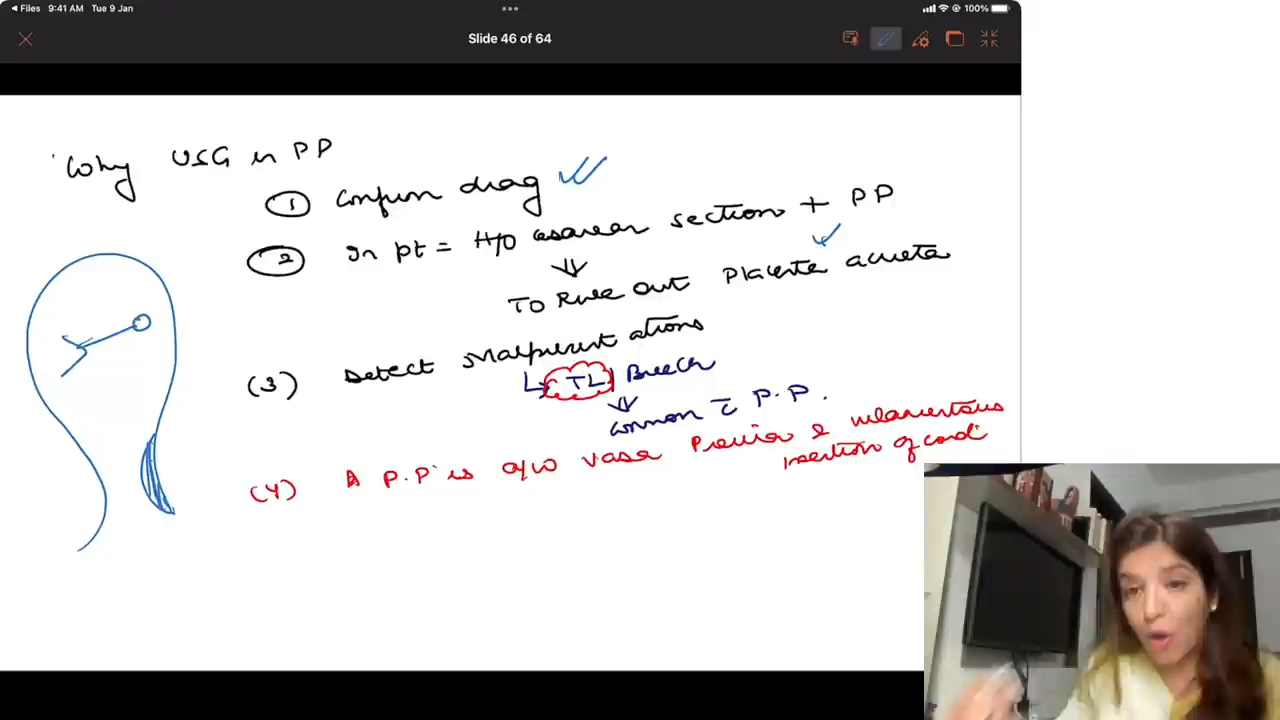 Files 9:41 AM Tue 9 Jan
100%
Slide 46 of 64
Why USG in PP
1 Confirm diag
2 In pt = H/O cesarean section + PP
To Rule out Placenta accreta
(3) Detect Malpresentations
TL Breech
common c P.P.
(4) A P.P is a/w vasa Previa & velamentous
insertion of cord